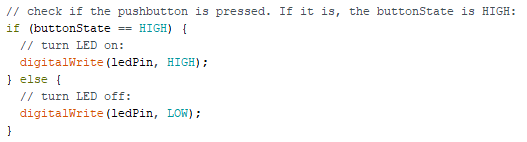 // check if the pushbutton is pressed. If it is, the buttonState is HIGH:
if (buttonState == HIGH) {
  // turn LED on:
  digitalWrite(ledPin, HIGH);
} else {
  // turn LED off:
  digitalWrite(ledPin, LOW);
}